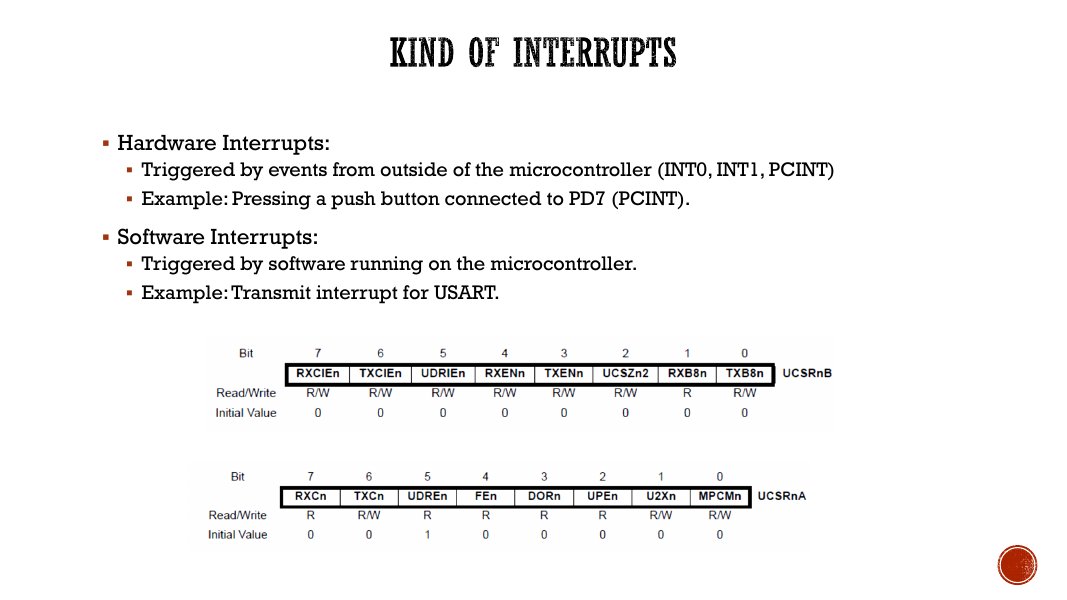 KIND OF INTERRUPTS
▪ Hardware Interrupts:
▪ Triggered by events from outside of the microcontroller (INT0, INT1, PCINT)
▪ Example: Pressing a push button connected to PD7 (PCINT).
▪ Software Interrupts:
▪ Triggered by software running on the microcontroller.
▪ Example: Transmit interrupt for USART.
Bit 7 6 5 4 3 2 1 0
RXCIEn TXCIEn UDRIEn RXENn TXENn UCSZn2 RXB8n TXB8n UCSRnB
Read/Write R/W R/W R/W R/W R/W R/W R R/W
Initial Value 0 0 0 0 0 0 0 0
Bit 7 6 5 4 3 2 1 0
RXCn TXCn UDREn FEn DORn UPEn U2Xn MPCMn UCSRnA
Read/Write R R/W R R R R R/W R/W
Initial Value 0 0 1 0 0 0 0 0